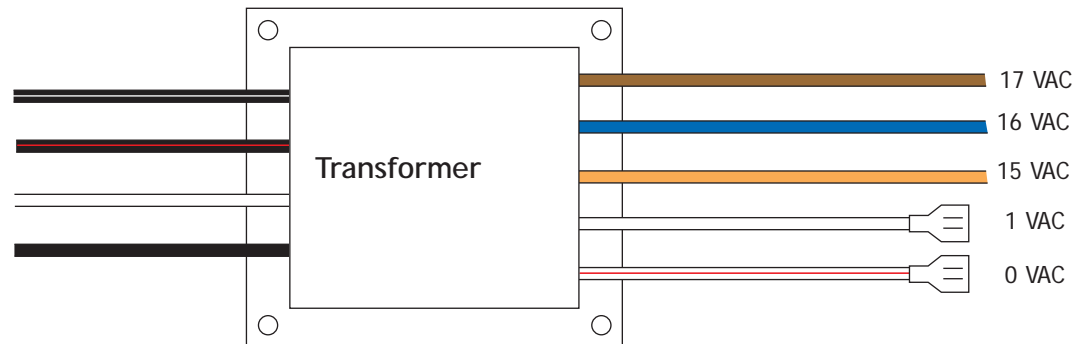 17 VAC
16 VAC
Transformer
15 VAC
1 VAC
0 VAC